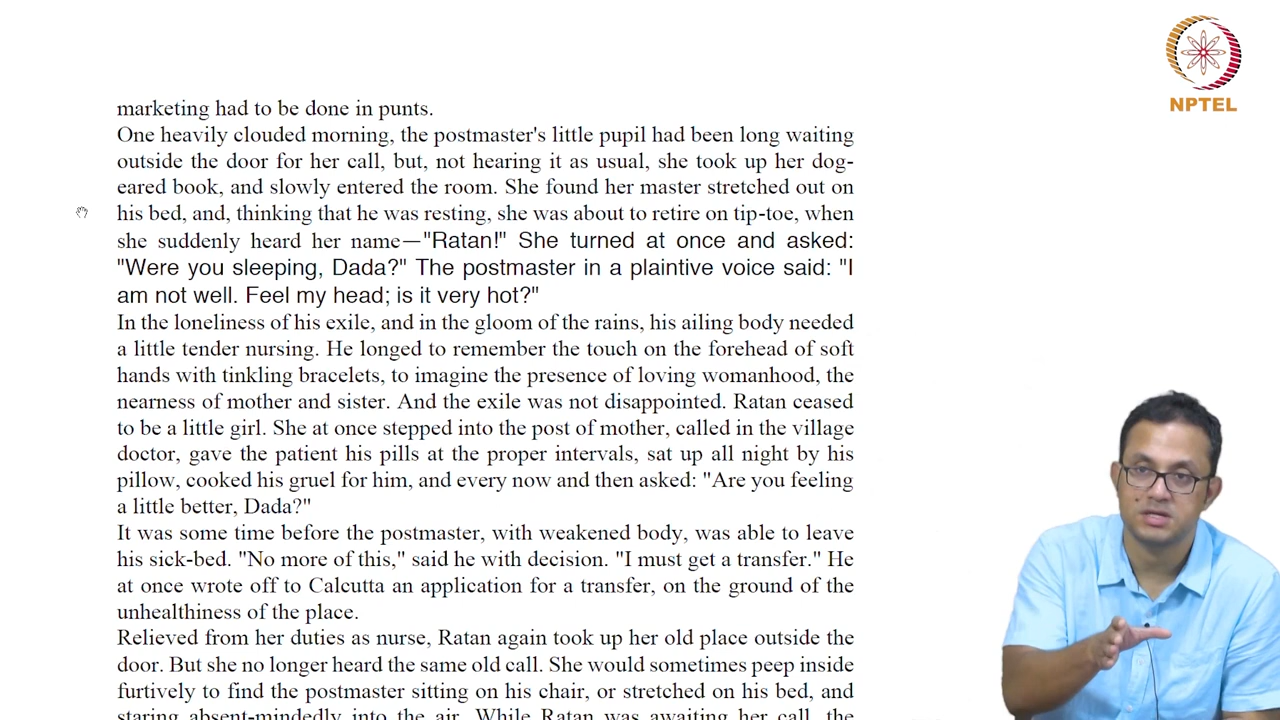 NPTEL
marketing had to be done in punts.
One heavily clouded morning, the postmaster's little pupil had been long waiting
outside the door for her call, but, not hearing it as usual, she took up her dog-
eared book, and slowly entered the room. She found her master stretched out on
his bed, and, thinking that he was resting, she was about to retire on tip-toe, when
she suddenly heard her name—"Ratan!" She turned at once and asked:
"Were you sleeping, Dada?" The postmaster in a plaintive voice said: "I
am not well. Feel my head; is it very hot?"
In the loneliness of his exile, and in the gloom of the rains, his ailing body needed
a little tender nursing. He longed to remember the touch on the forehead of soft
hands with tinkling bracelets, to imagine the presence of loving womanhood, the
nearness of mother and sister. And the exile was not disappointed. Ratan ceased
to be a little girl. She at once stepped into the post of mother, called in the village
doctor, gave the patient his pills at the proper intervals, sat up all night by his
pillow, cooked his gruel for him, and every now and then asked: "Are you feeling
a little better, Dada?"
It was some time before the postmaster, with weakened body, was able to leave
his sick-bed. "No more of this," said he with decision. "I must get a transfer." He
at once wrote off to Calcutta an application for a transfer, on the ground of the
unhealthiness of the place.
Relieved from her duties as nurse, Ratan again took up her old place outside the
door. But she no longer heard the same old call. She would sometimes peep inside
furtively to find the postmaster sitting on his chair, or stretched on his bed, and
staring absent-mindedly into the air. While Ratan was awaiting her call, the